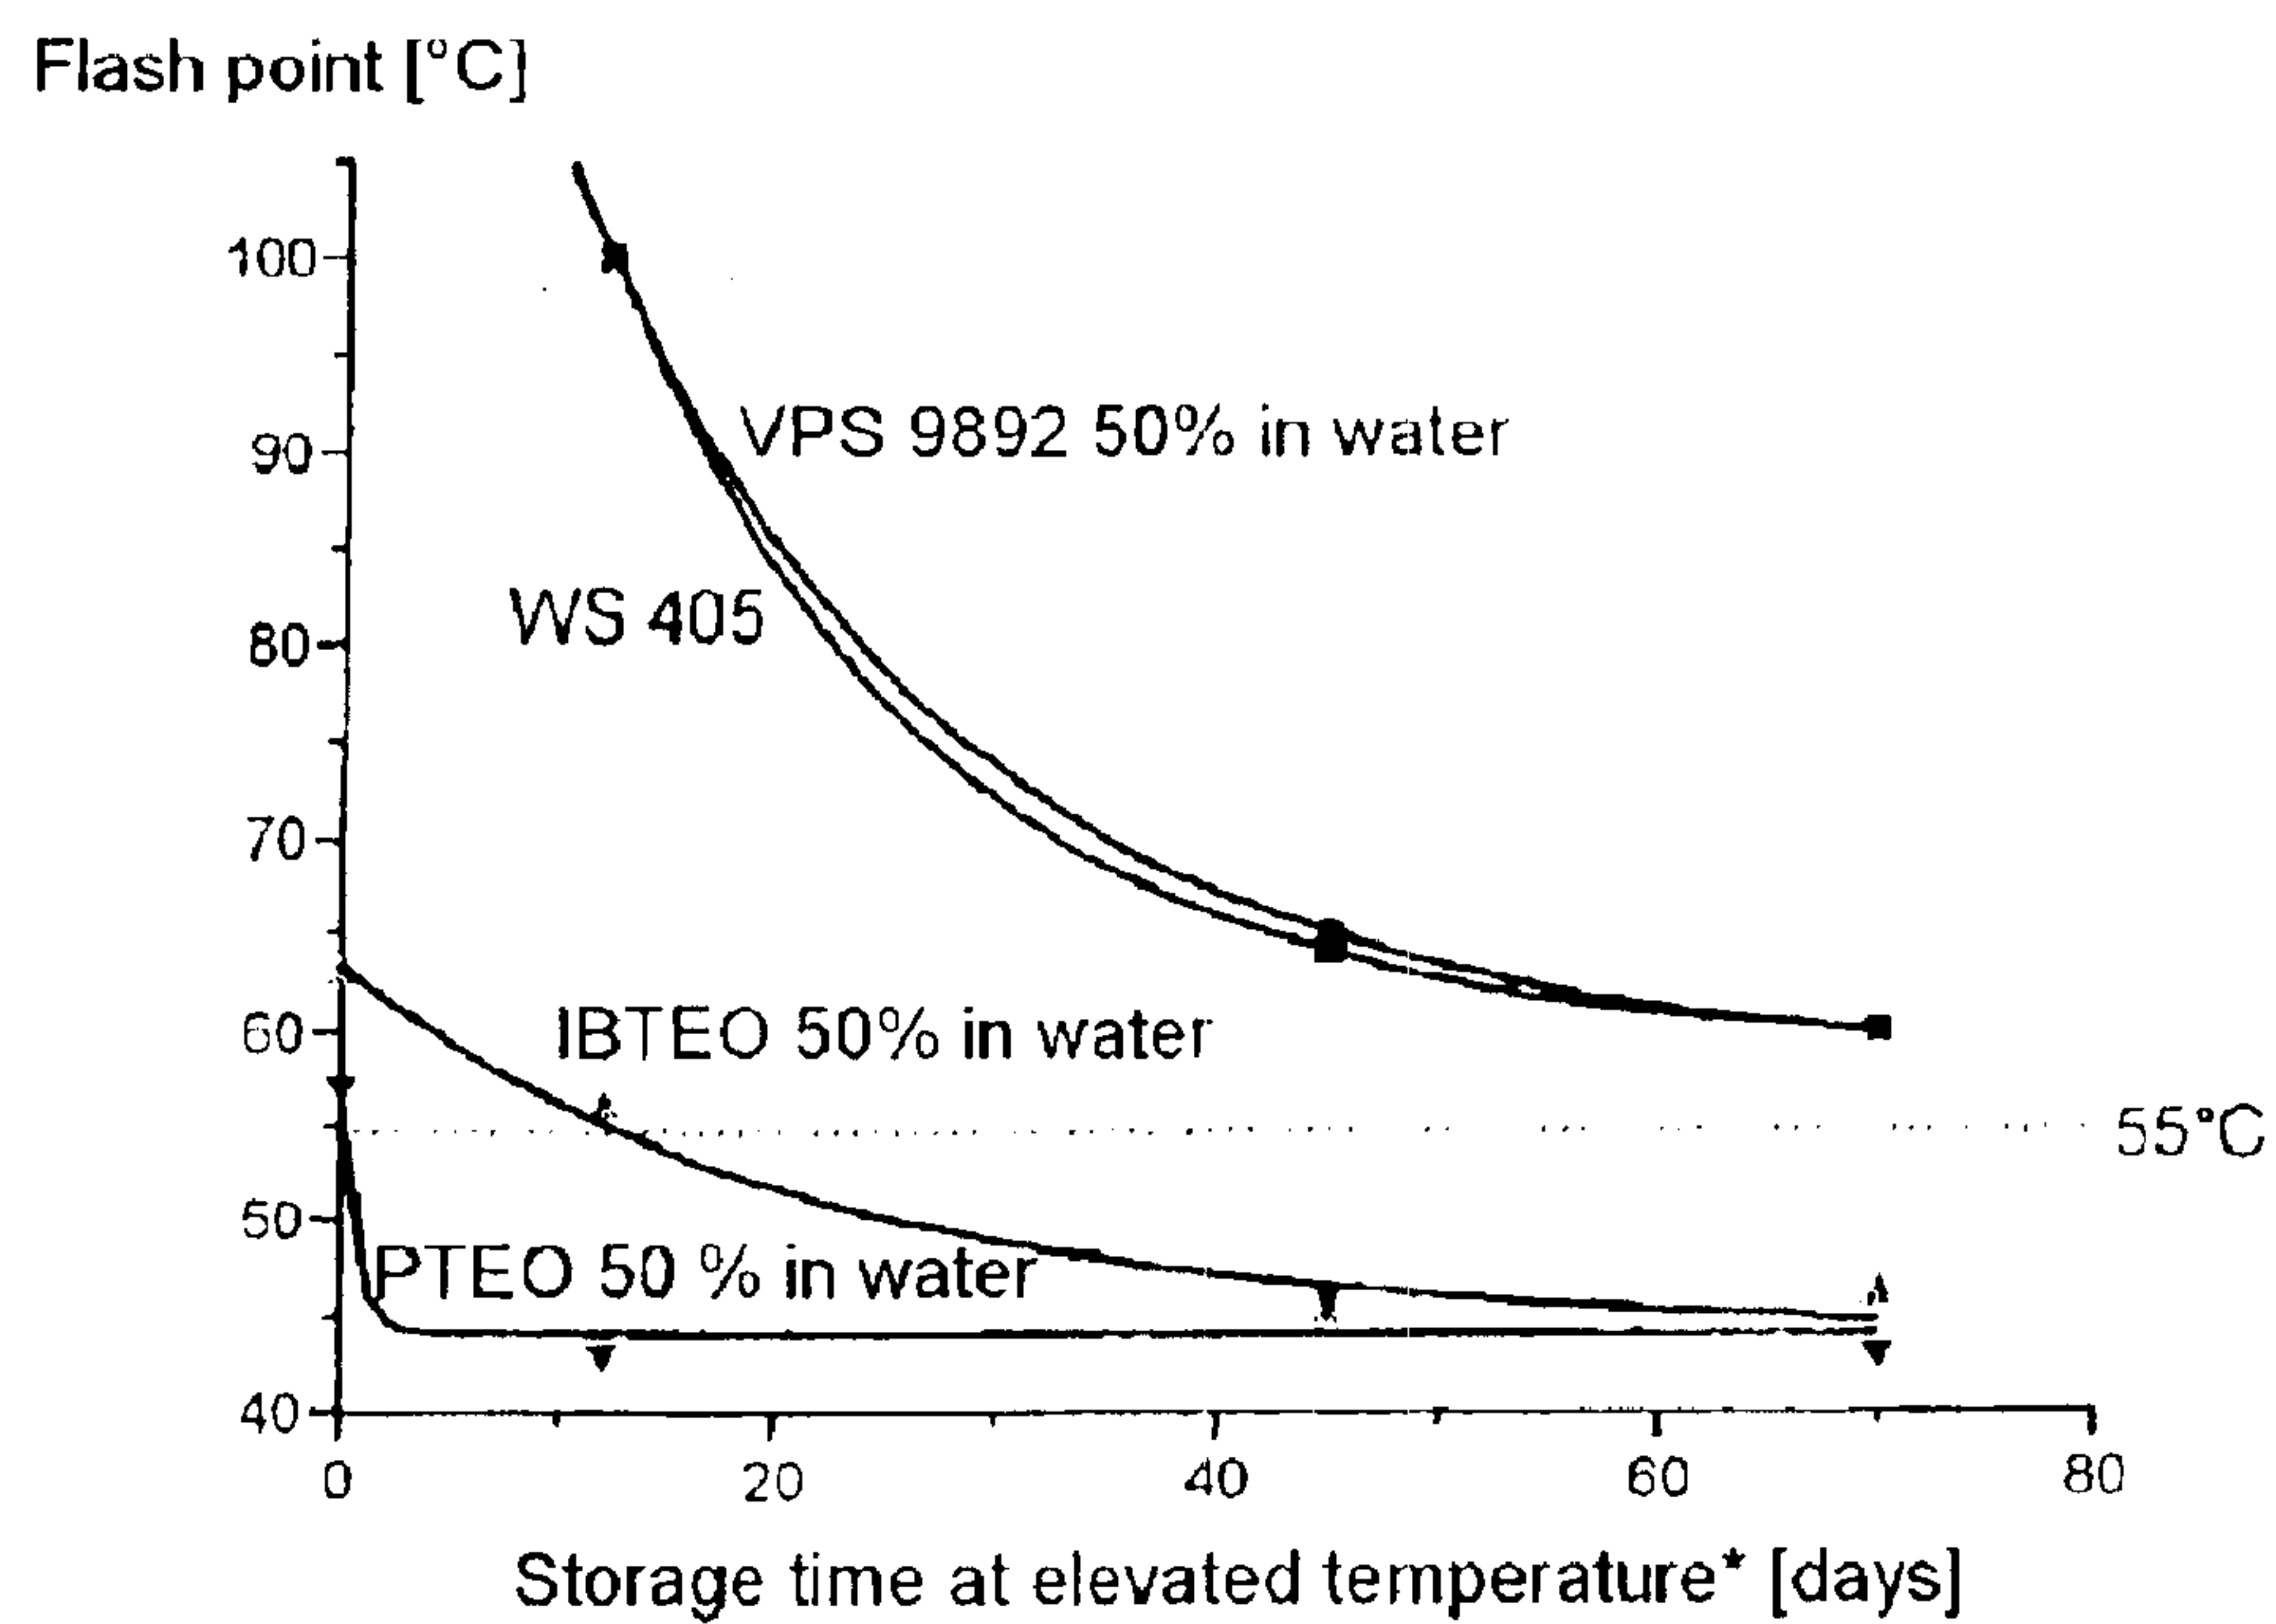 Flash point [°C]
100
90
80
70
60
50
40
VPS 9892 50% in water
WS 405
IBTEO 50% in water
55°C
PTEO 50 % in water
0 20 40 60 80
Storage time at elevated temperature* [days]